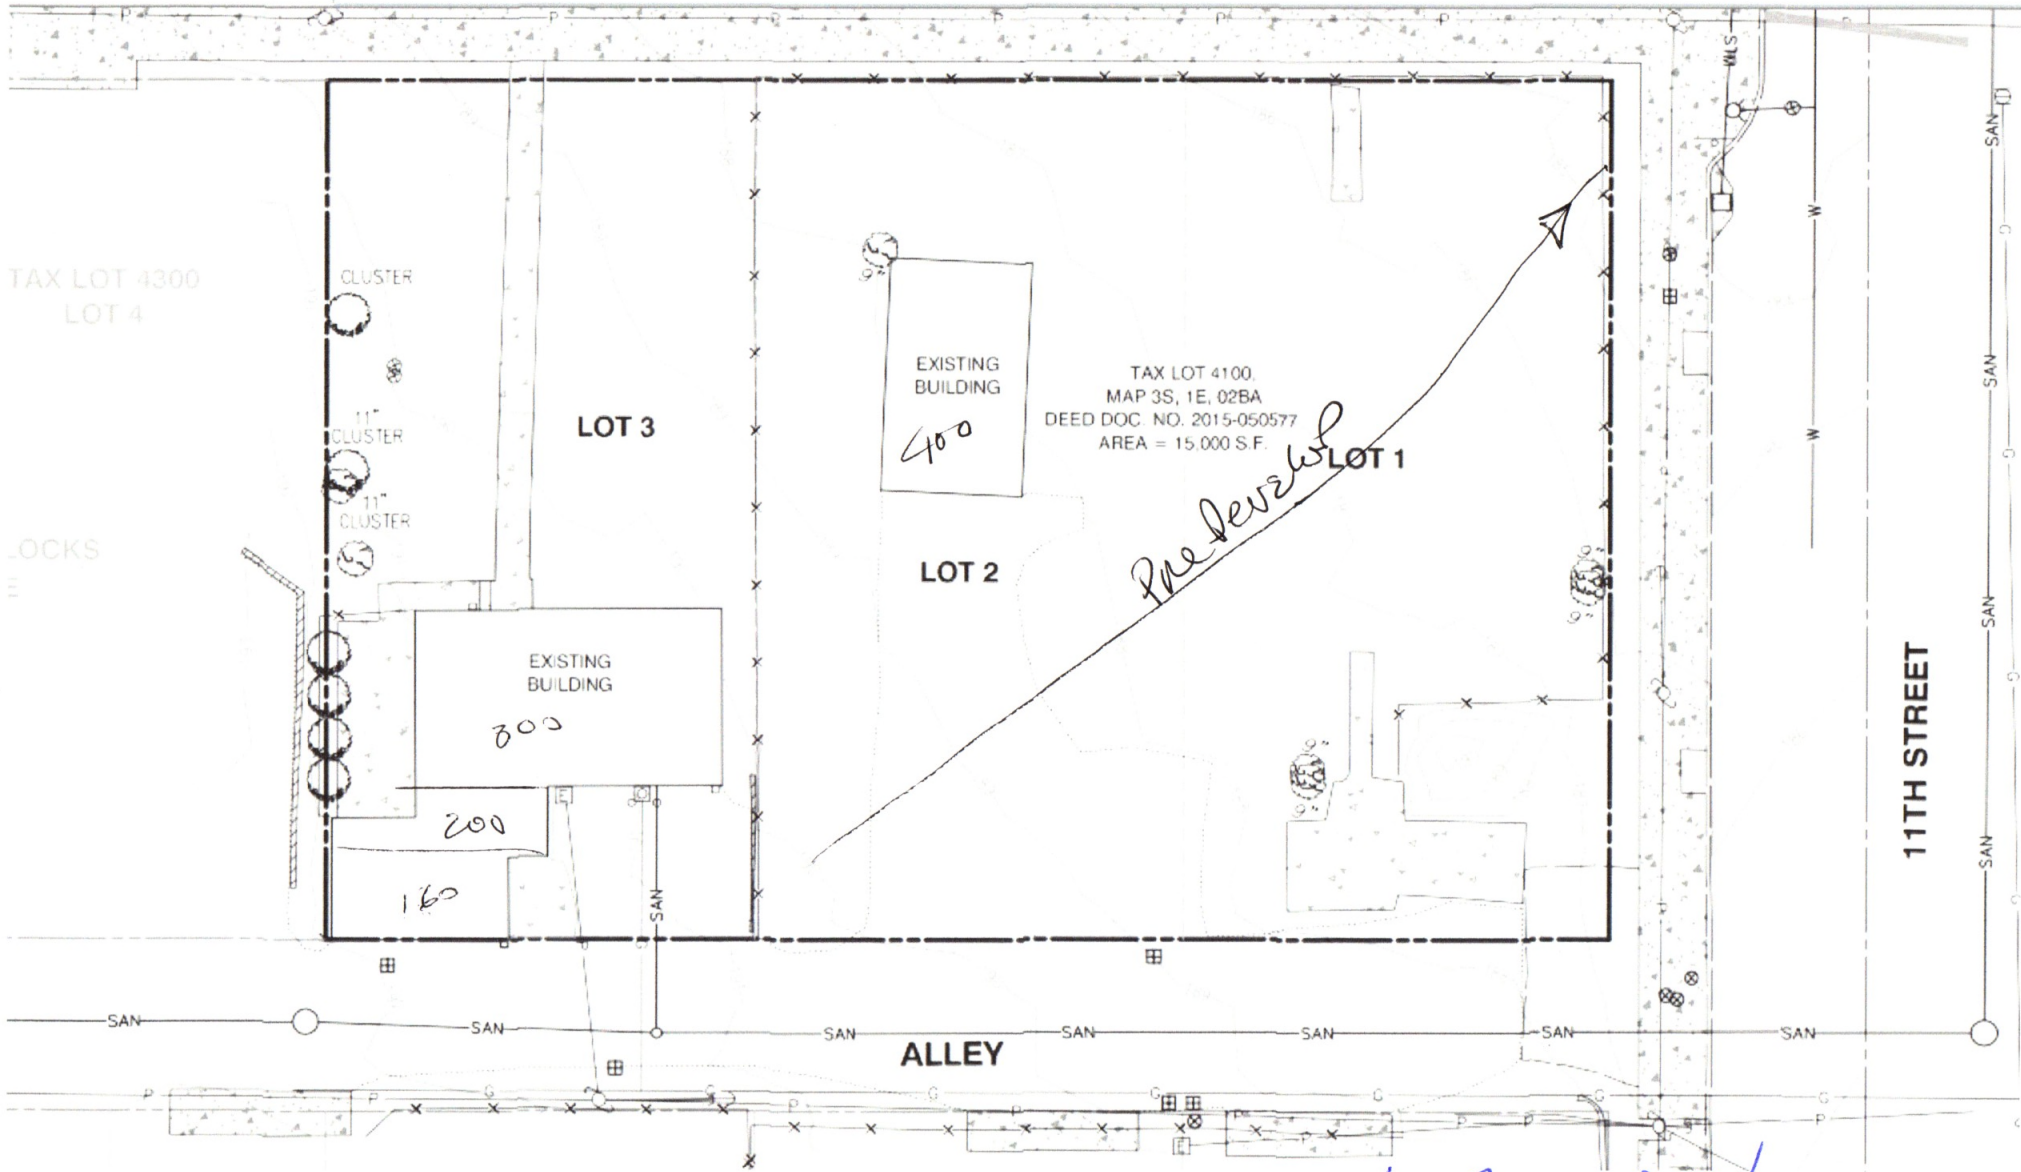 WLS
SAN
TAX LOT 4300
LOT 4
CLUSTER
W
EXISTING
BUILDING
400
TAX LOT 4100,
MAP 3S, 1E, 02BA
DEED DOC. NO. 2015-050577
AREA = 15,000 S.F.
SAN
11"
CLUSTER
LOT 3
LOT 1
W
11"
CLUSTER
LOCKS
LOT 2
Pre Develop
SAN
EXISTING
BUILDING
800
11TH STREET
200
160
SAN
SAN
SAN
SAN
SAN
SAN
SAN
SAN
SAN
ALLEY